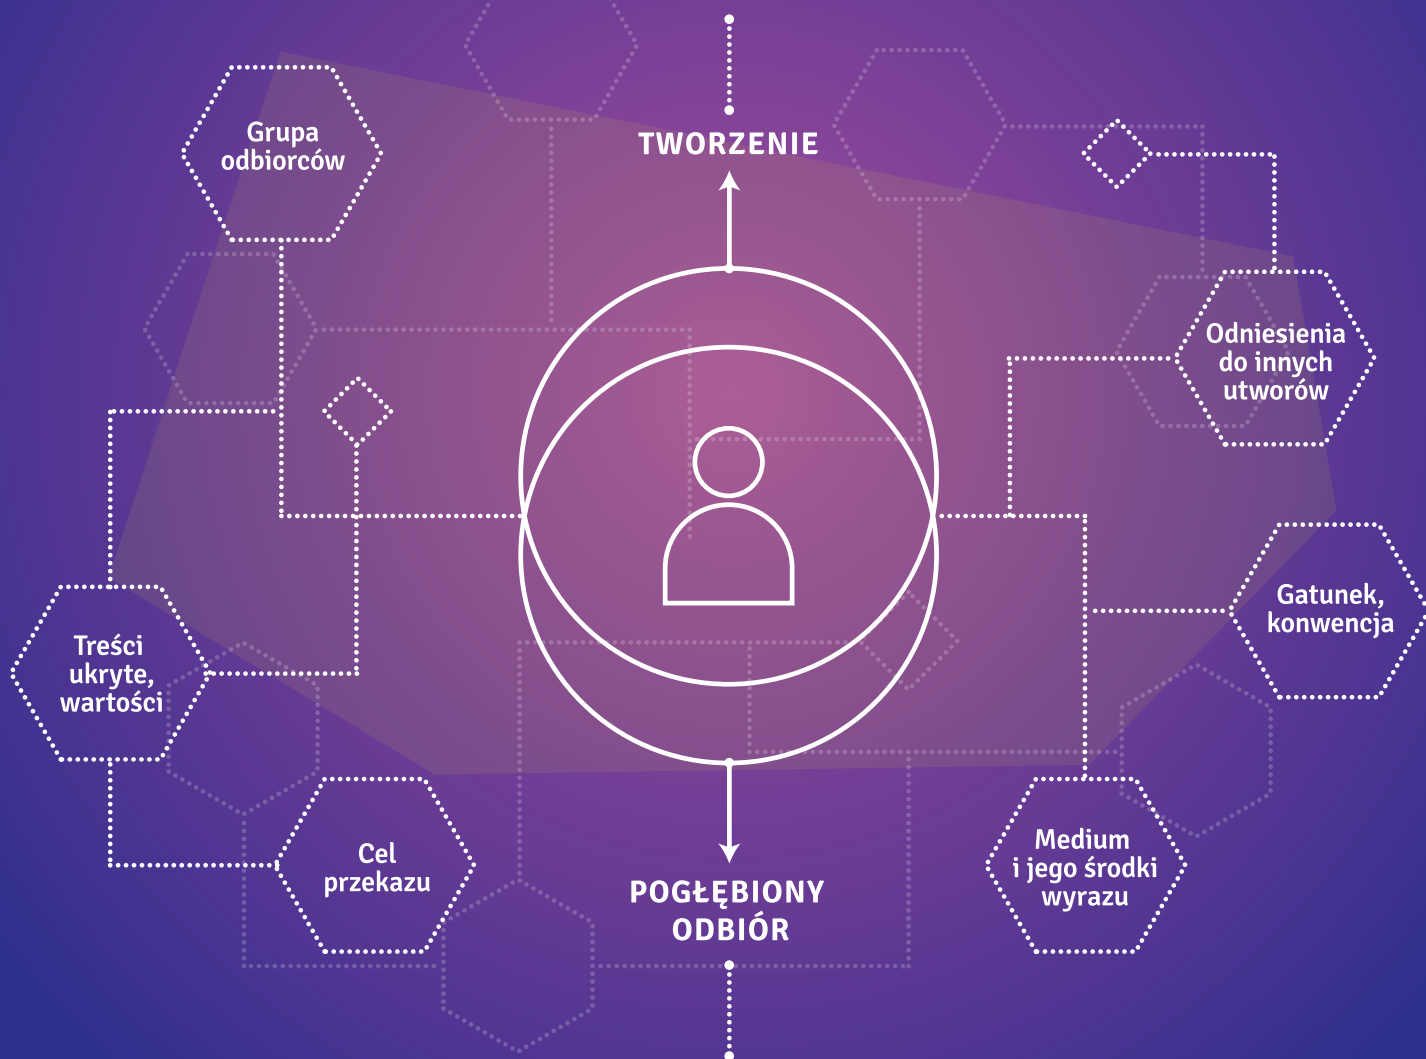 TWORZENIE
Grupa
odbiorców
Odniesienia
do innych
utworów
Gatunek,
konwencja
Treści
ukryte,
wartości
Cel
przekazu
Medium
i jego środki
wyrazu
POGŁĘBIONY
ODBIÓR